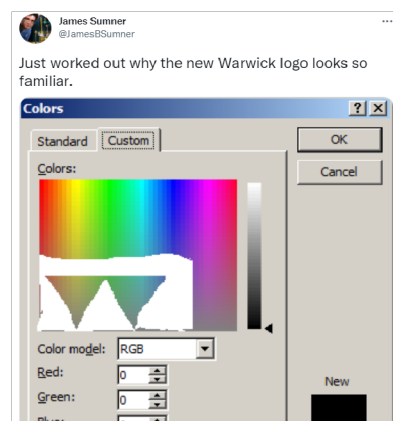 James Sumner
@JamesBSumner
Just worked out why the new Warwick logo looks so
familiar.
Colors
Standard Custom
OK
Colors:
Cancel
Color model: RGB
Red: 0
New
Green: 0